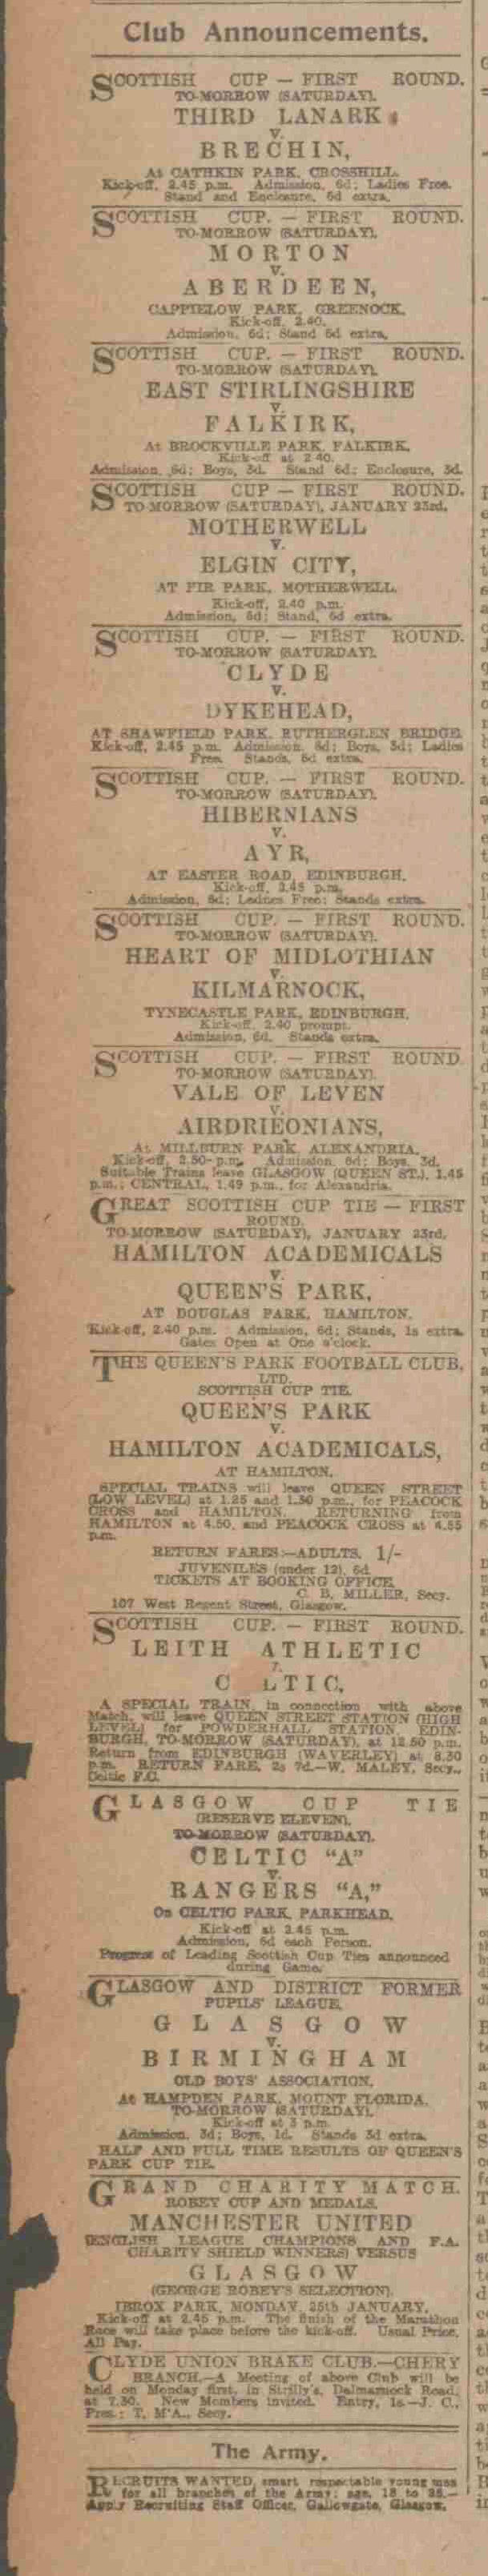 Club Announcements.
SCOTTISH CUP — FIRST ROUND.
TO-MORROW (SATURDAY).
THIRD LANARK
v.
BRECHIN,
At CATHKIN PARK, CROSSHILL.
Kick-off, 2.45 p.m. Admission, 6d; Ladies Free.
Stand and Enclosure, 6d extra.
SCOTTISH CUP. — FIRST ROUND.
TO-MORROW (SATURDAY).
MORTON
v.
ABERDEEN,
CAPPIELOW PARK, GREENOCK.
Kick-off, 2.40.
Admission, 6d; Stand 6d extra.
SCOTTISH CUP. — FIRST ROUND.
TO-MORROW (SATURDAY).
EAST STIRLINGSHIRE
v.
FALKIRK,
At BROCKVILLE PARK, FALKIRK.
Kick-off at 2.40.
Admission, 6d; Boys, 3d. Stand 6d; Enclosure, 3d.
SCOTTISH CUP — FIRST ROUND.
TO-MORROW (SATURDAY), JANUARY 23rd.
MOTHERWELL
v.
ELGIN CITY,
AT FIR PARK, MOTHERWELL.
Kick-off, 2.40 p.m.
Admission, 6d; Stand, 6d extra.
SCOTTISH CUP. — FIRST ROUND.
TO-MORROW (SATURDAY).
CLYDE
v.
DYKEHEAD,
AT SHAWFIELD PARK, RUTHERGLEN BRIDGE.
Kick-off, 2.45 p.m. Admission, 6d; Boys, 3d; Ladies
Free. Stands, 6d extra.
SCOTTISH CUP. — FIRST ROUND.
TO-MORROW (SATURDAY).
HIBERNIANS
v.
AYR,
AT EASTER ROAD, EDINBURGH.
Kick-off, 2.45 p.m.
Admission, 6d; Ladies Free; Stands extra.
SCOTTISH CUP. — FIRST ROUND.
TO-MORROW (SATURDAY).
HEART OF MIDLOTHIAN
v.
KILMARNOCK,
TYNECASTLE PARK, EDINBURGH.
Kick-off, 2.40 prompt.
Admission, 6d. Stands extra.
SCOTTISH CUP. — FIRST ROUND
TO-MORROW (SATURDAY).
VALE OF LEVEN
v.
AIRDRIEONIANS,
At MILLBURN PARK, ALEXANDRIA.
Kick-off, 2.30 p.m. Admission, 6d; Boys, 3d.
Suitable Trains leave GLASGOW (QUEEN ST.), 1.45
p.m.; CENTRAL, 1.49 p.m., for Alexandria.
GREAT SCOTTISH CUP TIE — FIRST
ROUND.
TO-MORROW (SATURDAY), JANUARY 23rd.
HAMILTON ACADEMICALS
v.
QUEEN'S PARK,
AT DOUGLAS PARK, HAMILTON.
Kick-off, 2.40 p.m. Admission, 6d; Stands, 1s extra.
Gates Open at One o'clock.
THE QUEEN'S PARK FOOTBALL CLUB,
LTD.
SCOTTISH CUP TIE.
QUEEN'S PARK
v.
HAMILTON ACADEMICALS,
AT HAMILTON.
SPECIAL TRAINS will leave QUEEN STREET
(LOW LEVEL) at 1.25 and 1.30 p.m., for PEACOCK
CROSS and HAMILTON. RETURNING from
HAMILTON at 4.50, and PEACOCK CROSS at 4.55
p.m.
RETURN FARES:—ADULTS, 1/-
JUVENILES (under 12), 6d
TICKETS AT BOOKING OFFICE.
C. B. MILLER, Secy.
107 West Regent Street, Glasgow.
SCOTTISH CUP. — FIRST ROUND.
LEITH ATHLETIC
v.
C LTIC,
A SPECIAL TRAIN, in connection with above
Match, will leave QUEEN STREET STATION (HIGH
LEVEL) for POWDERHALL STATION, EDIN-
BURGH, TO-MORROW (SATURDAY), at 12.50 p.m.
Return from EDINBURGH (WAVERLEY) at 8.30
p.m. RETURN FARE, 2s 7d.—W. MALEY, Secy.,
Celtic F.C.
GLASGOW CUP TIE
(RESERVE ELEVEN).
TO-MORROW (SATURDAY).
CELTIC "A"
v.
RANGERS "A,"
On CELTIC PARK, PARKHEAD.
Kick-off at 2.45 p.m.
Admission, 6d each Person.
Progress of Leading Scottish Cup Ties announced
during Game.
GLASGOW AND DISTRICT FORMER
PUPILS' LEAGUE.
GLASGOW
v.
BIRMINGHAM
OLD BOYS' ASSOCIATION.
At HAMPDEN PARK, MOUNT FLORIDA.
TO-MORROW (SATURDAY).
Kick-off at 3 p.m.
Admission, 3d; Boys, 1d. Stands 3d extra.
HALF AND FULL TIME RESULTS OF QUEEN'S
PARK CUP TIE.
GRAND CHARITY MATCH.
ROBEY CUP AND MEDALS.
MANCHESTER UNITED
(ENGLISH LEAGUE CHAMPIONS AND F.A.
CHARITY SHIELD WINNERS) VERSUS
GLASGOW
(GEORGE ROBEY'S SELECTION).
IBROX PARK, MONDAY, 25th JANUARY.
Kick-off at 2.45 p.m. The finish of the Marathon
Race will take place before the kick-off. Usual Price.
All Pay.
CLYDE UNION BRAKE CLUB.—CHERY
BRANCH.—A Meeting of above Club will be
held on Monday first, in Strilly's, Dalmarnock Road,
at 7.30. New Members invited. Entry, 1s.—J. C.,
Pres.; T. M'A., Secy.
The Army.
RECRUITS WANTED, smart respectable young men
for all branches of the Army; age, 18 to 25.—
Apply Recruiting Staff Officer, Gallowgate, Glasgow.